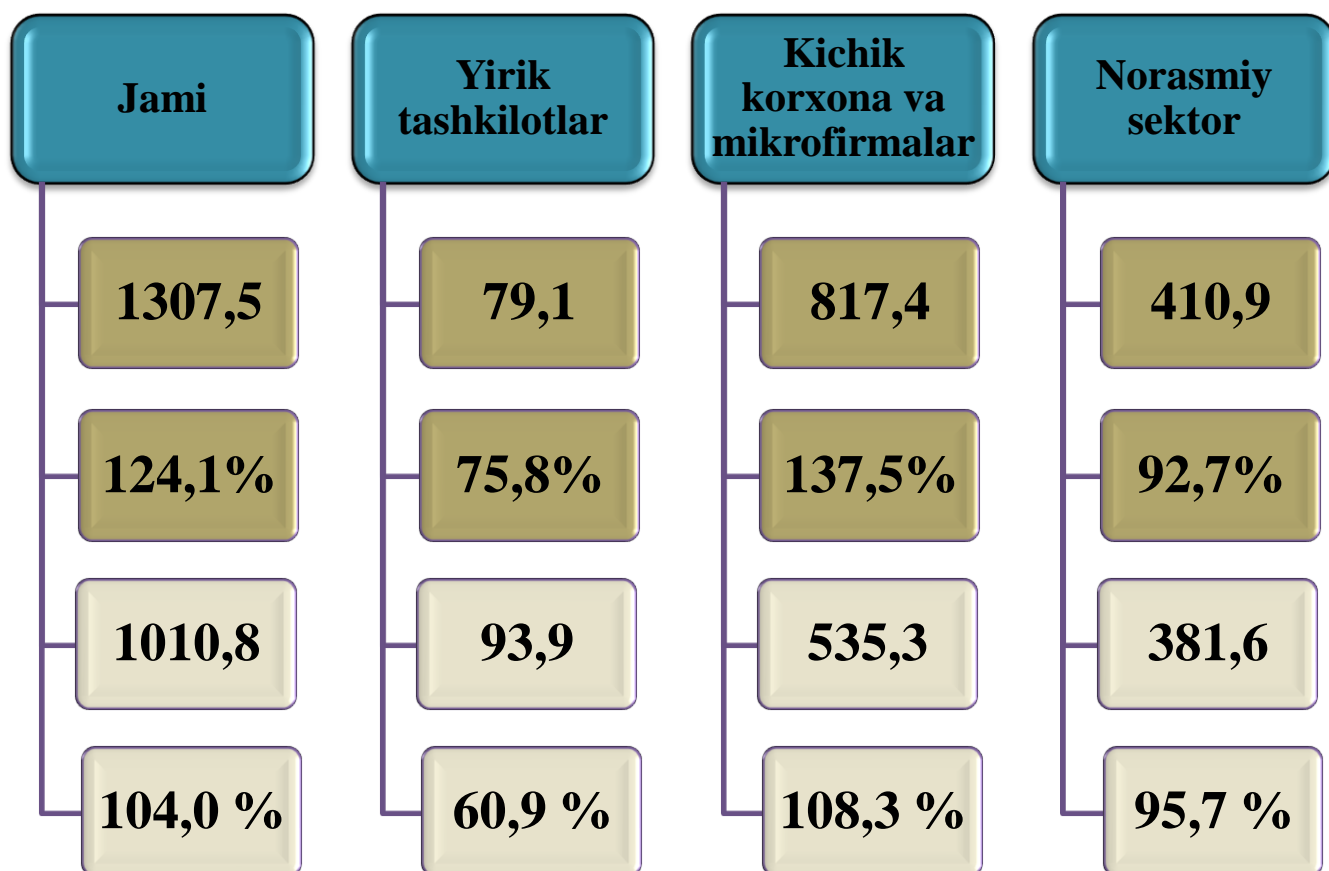 Jami
Yirik
tashkilotlar
Kichik
korxona va
mikrofirmalar
Norasmiy
sektor
1307,5
79,1
817,4
410,9
124,1%
75,8%
137,5%
92,7%
1010,8
93,9
535,3
381,6
104,0 %
60,9 %
108,3 %
95,7 %